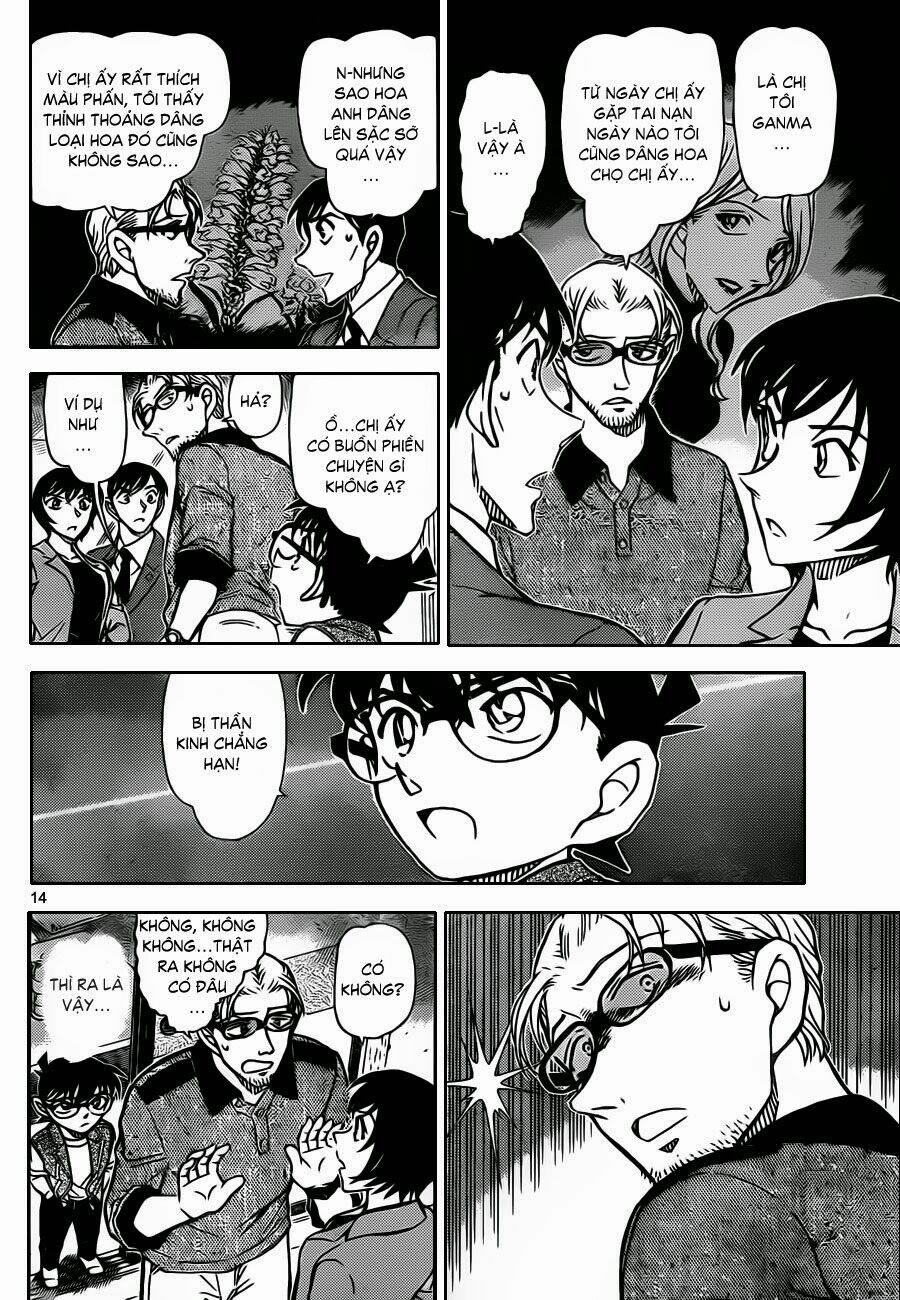 LÀ CHỊ
TÔI
GANMA
...
TỪ NGÀY CHỊ ẤY
GẶP TAI NẠN
NGÀY NÀO TÔI
CŨNG DÂNG HOA
CHỌ CHỊ ẤY...
L-LÀ
VẬY À
...
N-NHƯNG
SAO HOA
ANH DÂNG
LÊN SẶC SỠ
QUÁ VẬY
...
VÌ CHỊ ẤY RẤT THÍCH
MÀU PHẤN, TÔI THẤY
THỈNH THOẢNG DÂNG
LOẠI HOA ĐÓ CŨNG
KHÔNG SAO...
Ồ...CHỊ ẤY
CÓ BUỒN PHIỀN
CHUYỆN GÌ
KHÔNG Ạ?
HẢ?
VÍ DỤ
NHƯ
...
BỊ THẦN
KINH CHẲNG
HẠN!
14
CÓ
KHÔNG?
KHÔNG, KHÔNG
KHÔNG...THẬT
RA KHÔNG
CÓ ĐÂU
...
THÌ RA LÀ
VẬY...